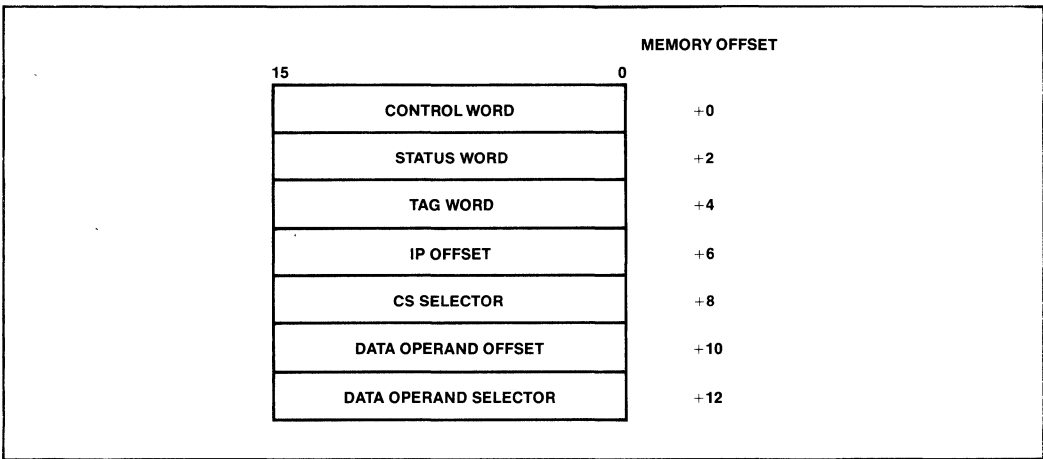 MEMORY OFFSET
15 0
CONTROL WORD +0
STATUS WORD +2
TAG WORD +4
IP OFFSET +6
CS SELECTOR +8
DATA OPERAND OFFSET +10
DATA OPERAND SELECTOR +12